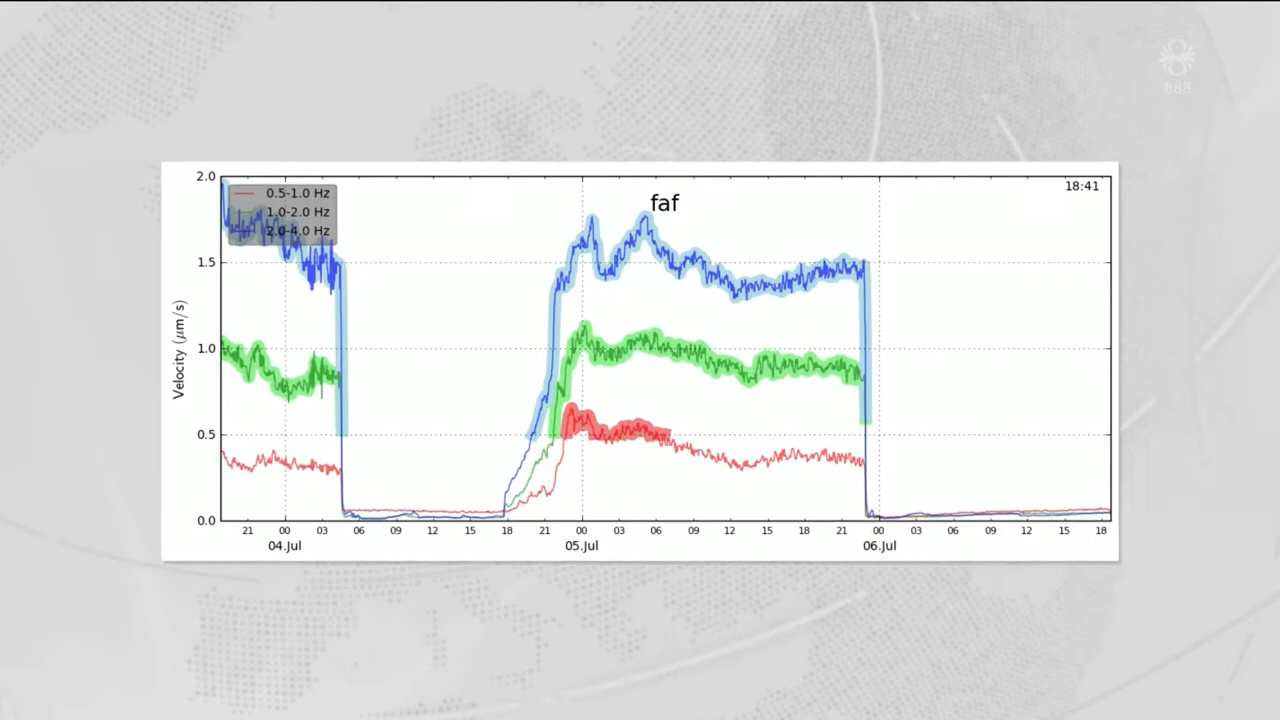 888
2.0
0.5-1.0 Hz
1.0-2.0 Hz
2.0-4.0 Hz
faf
18:41
1.5
1.0
0.5
0.0
Velocity (μm/s)
21 00 03 06 09 12 15 18 21 00 03 06 09 12 15 18 21 00 03 06 09 12 15 18
04.Jul 05.Jul 06.Jul